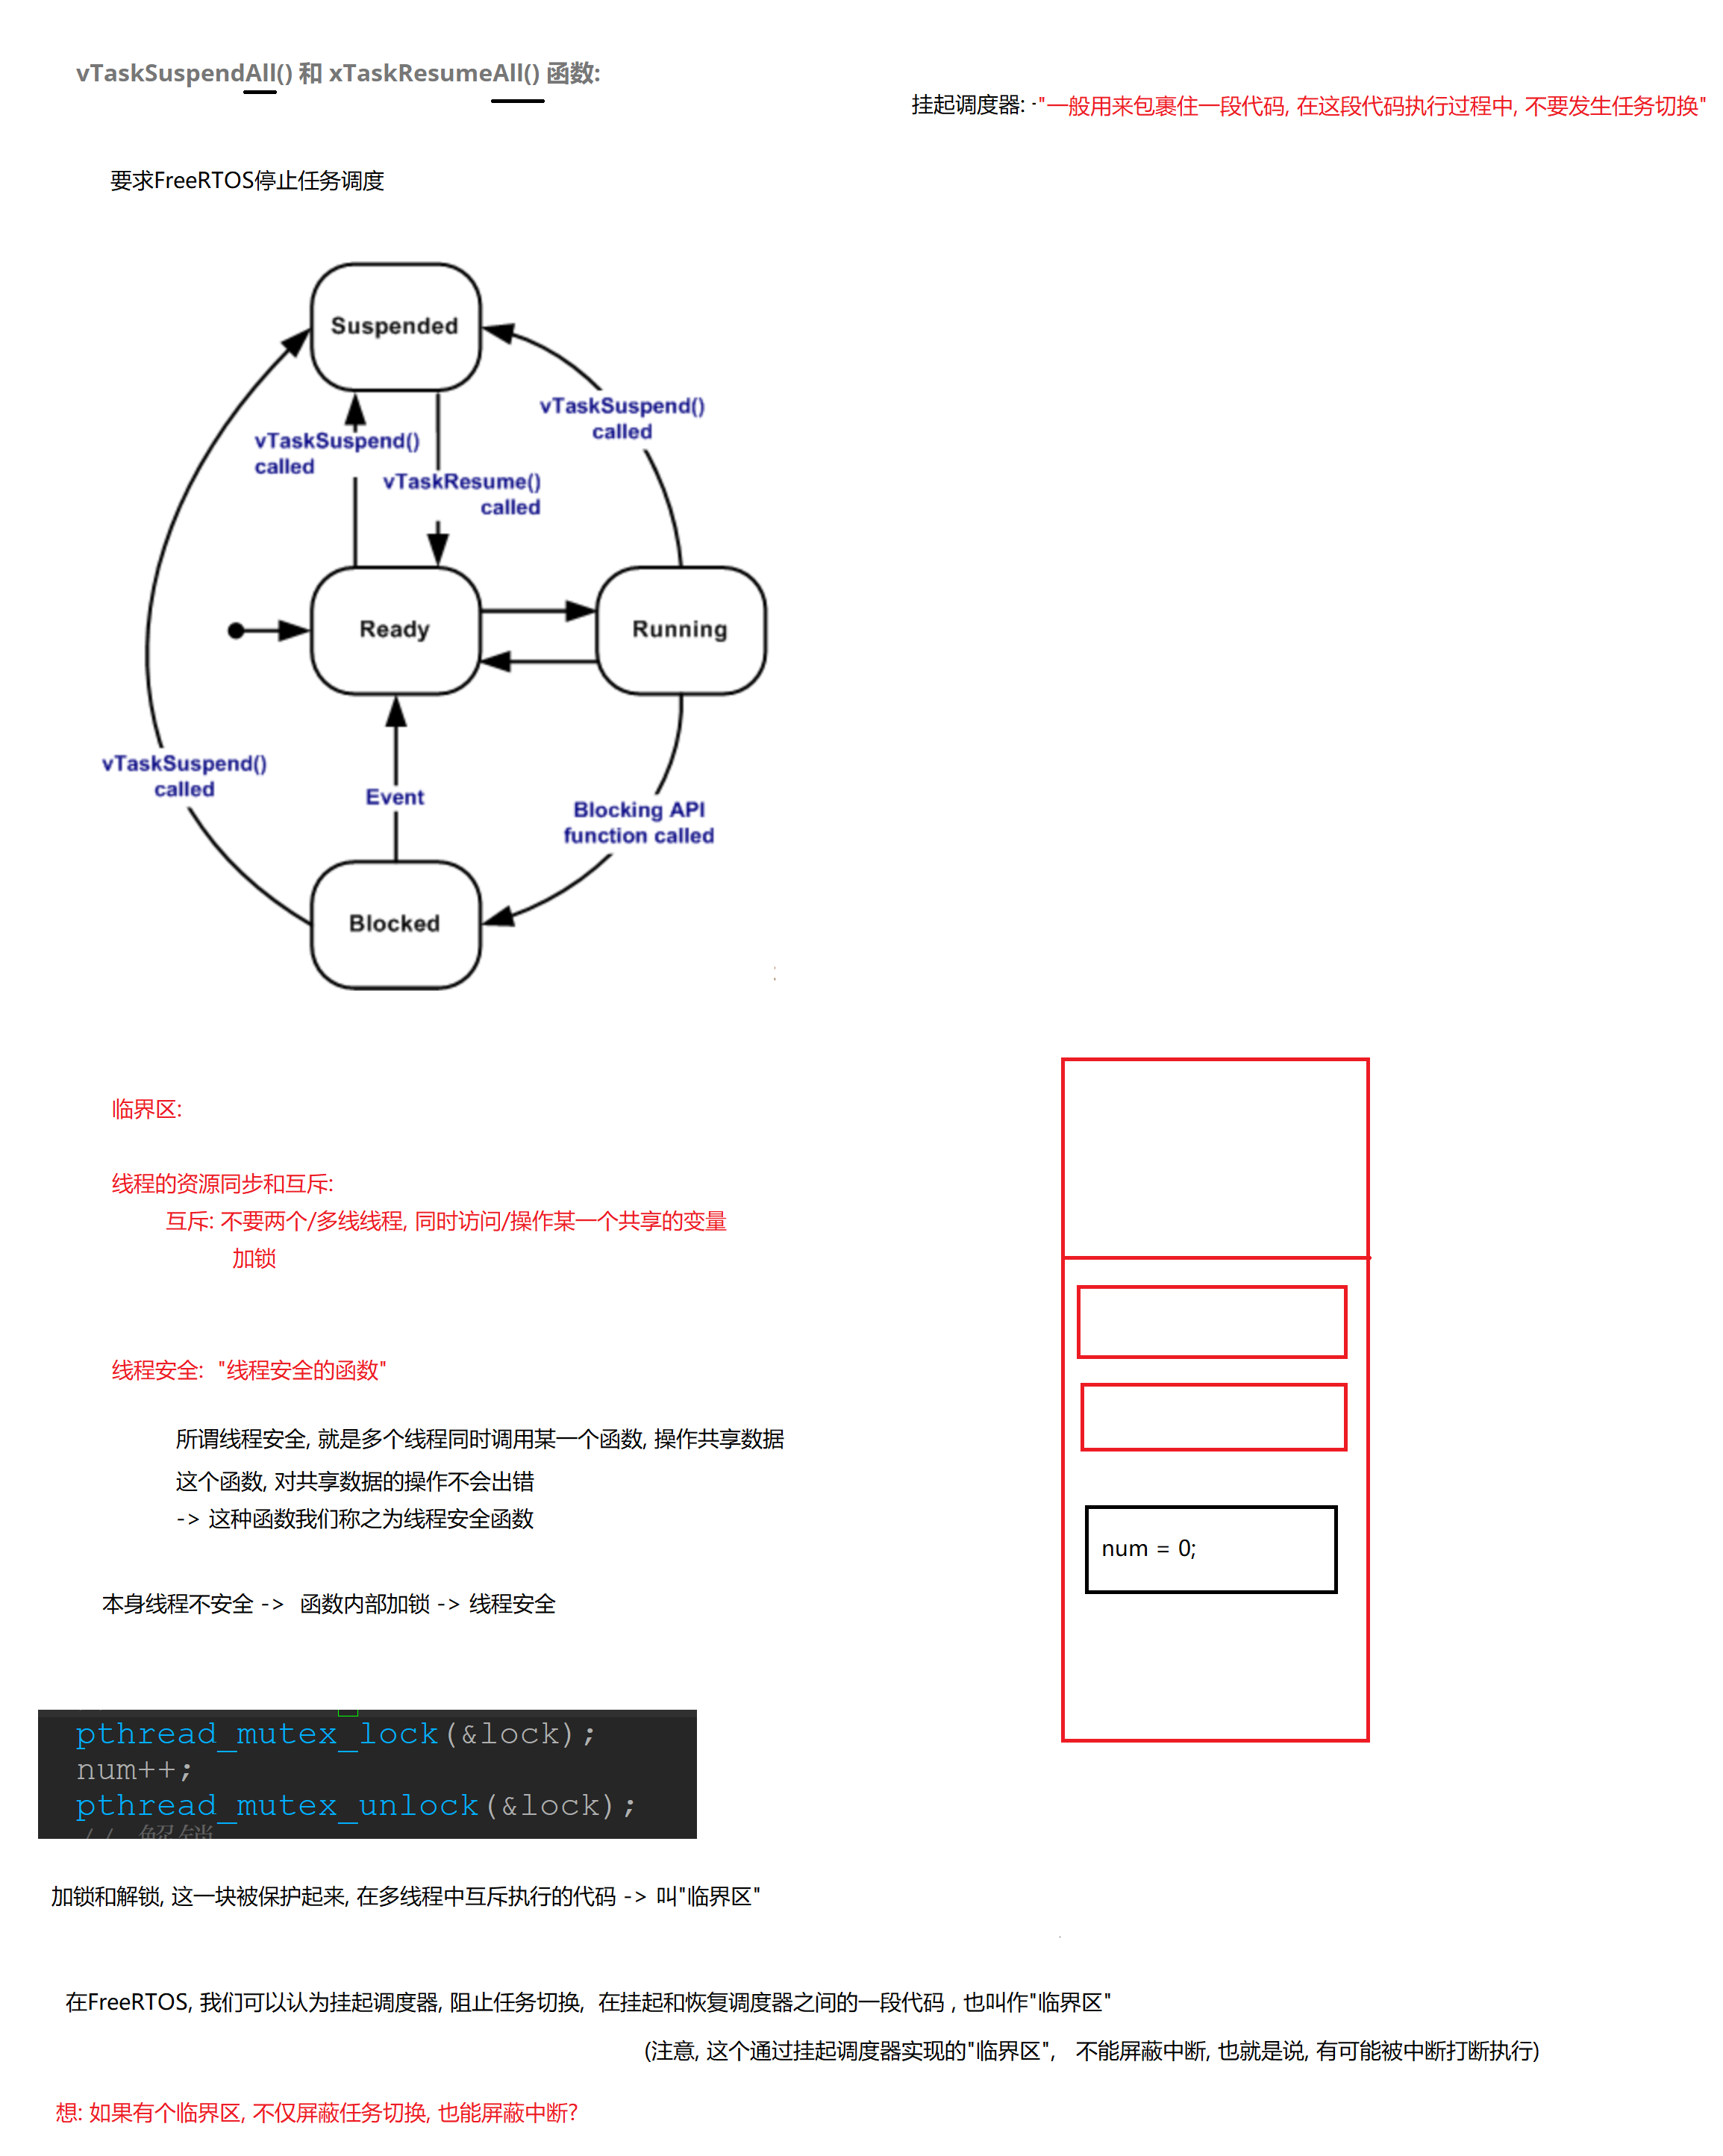 vTaskSuspendAll() 和 xTaskResumeAll() 函数:
挂起调度器: -"一般用来包裹住一段代码, 在这段代码执行过程中, 不要发生任务切换"
要求FreeRTOS停止任务调度
Suspended
vTaskSuspend()
called
vTaskSuspend()
called
vTaskResume()
called
Ready
Running
vTaskSuspend()
called
Event
Blocking API
function called
Blocked
临界区:
线程的资源同步和互斥:
互斥: 不要两个/多线线程, 同时访问/操作某一个共享的变量
加锁
线程安全: "线程安全的函数"
所谓线程安全, 就是多个线程同时调用某一个函数, 操作共享数据
这个函数, 对共享数据的操作不会出错
-> 这种函数我们称之为线程安全函数
num = 0;
本身线程不安全 -> 函数内部加锁 -> 线程安全
pthread_mutex_lock(&lock);
num++;
pthread_mutex_unlock(&lock);
// 解锁
加锁和解锁, 这一块被保护起来, 在多线程中互斥执行的代码 -> 叫"临界区"
在FreeRTOS, 我们可以认为挂起调度器, 阻止任务切换, 在挂起和恢复调度器之间的一段代码 , 也叫作"临界区"
(注意, 这个通过挂起调度器实现的"临界区", 不能屏蔽中断, 也就是说, 有可能被中断打断执行)
想: 如果有个临界区, 不仅屏蔽任务切换, 也能屏蔽中断?